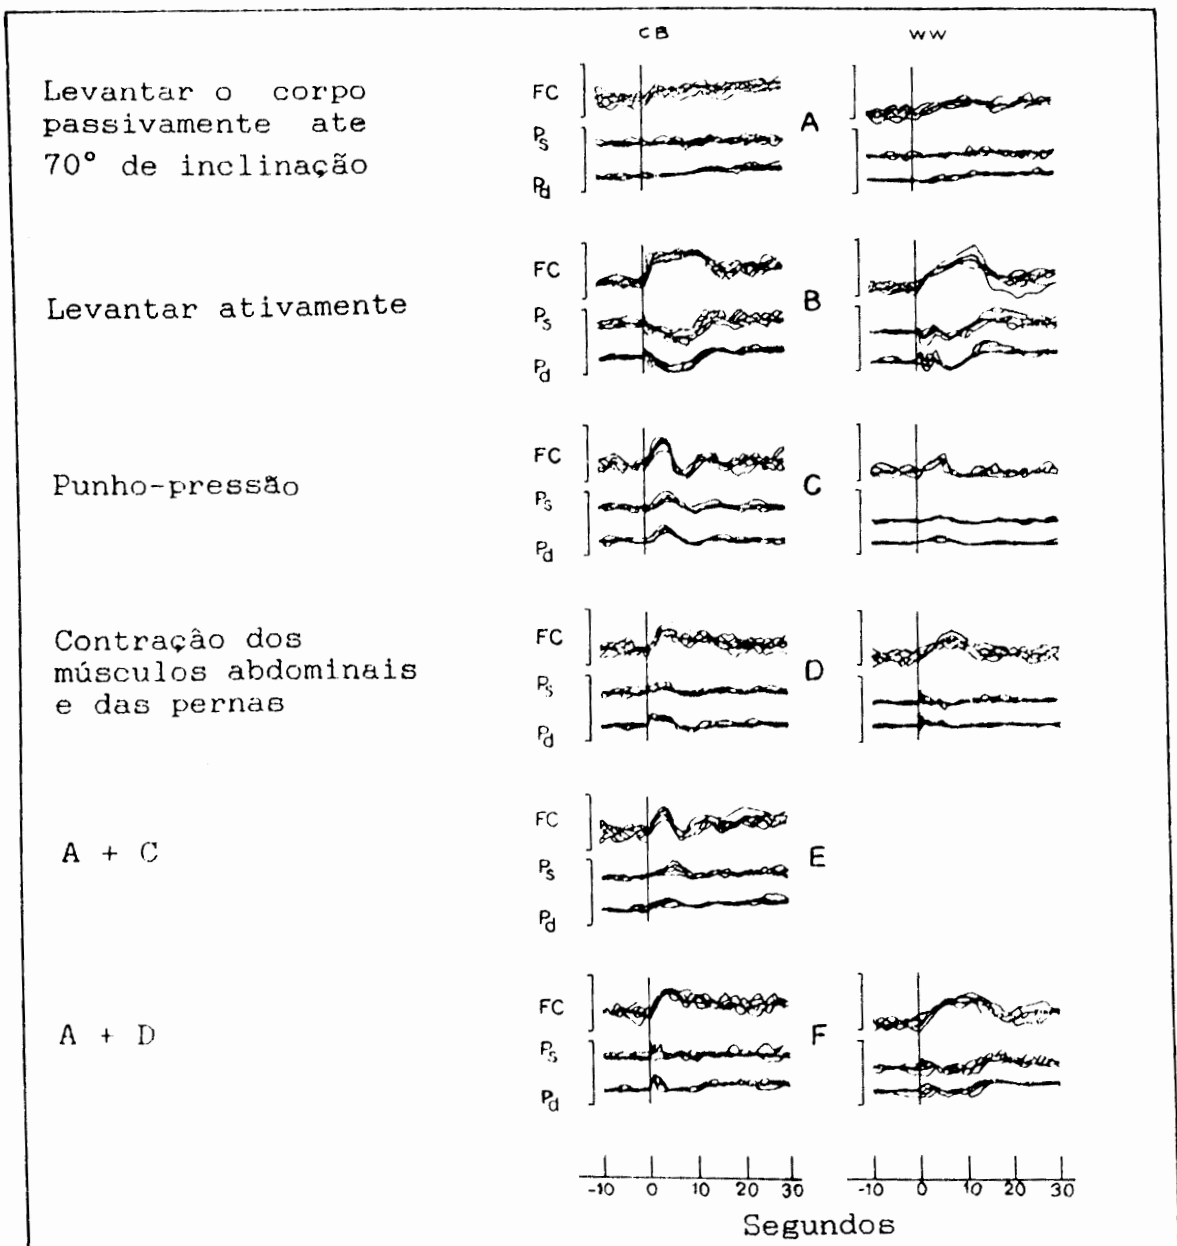 CB WW
Levantar o corpo
passivamente ate
70° de inclinação
FC
Ps
Pd
A
Levantar ativamente
FC
Ps
Pd
B
Punho-pressão
FC
Ps
Pd
C
Contração dos
músculos abdominais
e das pernas
FC
Ps
Pd
D
A + C
FC
Ps
Pd
E
A + D
FC
Ps
Pd
F
-10 0 10 20 30 -10 0 10 20 30
Segundos